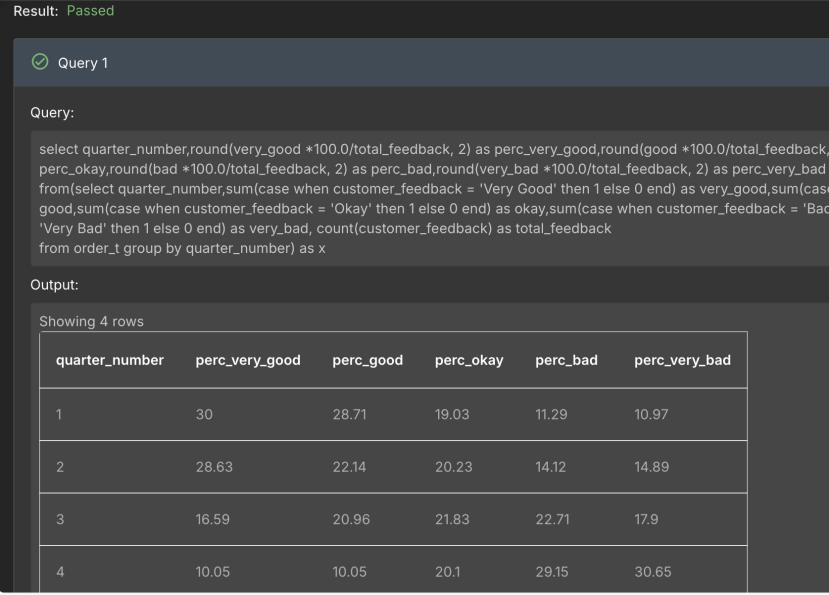 Result: Passed
Query 1
Query:
select quarter_number,round(very_good *100.0/total_feedback, 2) as perc_very_good,round(good *100.0/total_feedback,
perc_okay,round(bad *100.0/total_feedback, 2) as perc_bad,round(very_bad *100.0/total_feedback, 2) as perc_very_bad
from(select quarter_number,sum(case when customer_feedback = 'Very Good' then 1 else 0 end) as very_good,sum(cas
good,sum(case when customer_feedback = 'Okay' then 1 else 0 end) as okay,sum(case when customer_feedback = 'Bad
'Very Bad' then 1 else 0 end) as very_bad, count(customer_feedback) as total_feedback
from order_t group by quarter_number) as x
Output:
Showing 4 rows
quarter_number perc_very_good perc_good perc_okay perc_bad perc_very_bad
1 30 28.71 19.03 11.29 10.97
2 28.63 22.14 20.23 14.12 14.89
3 16.59 20.96 21.83 22.71 17.9
4 10.05 10.05 20.1 29.15 30.65